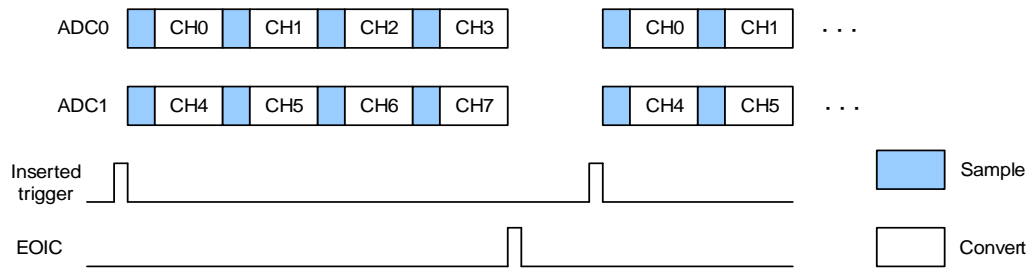 ADC0 CH0 CH1 CH2 CH3 CH0 CH1 . . .
ADC1 CH4 CH5 CH6 CH7 CH4 CH5 . . .
Inserted
trigger
Sample
EOIC
Convert